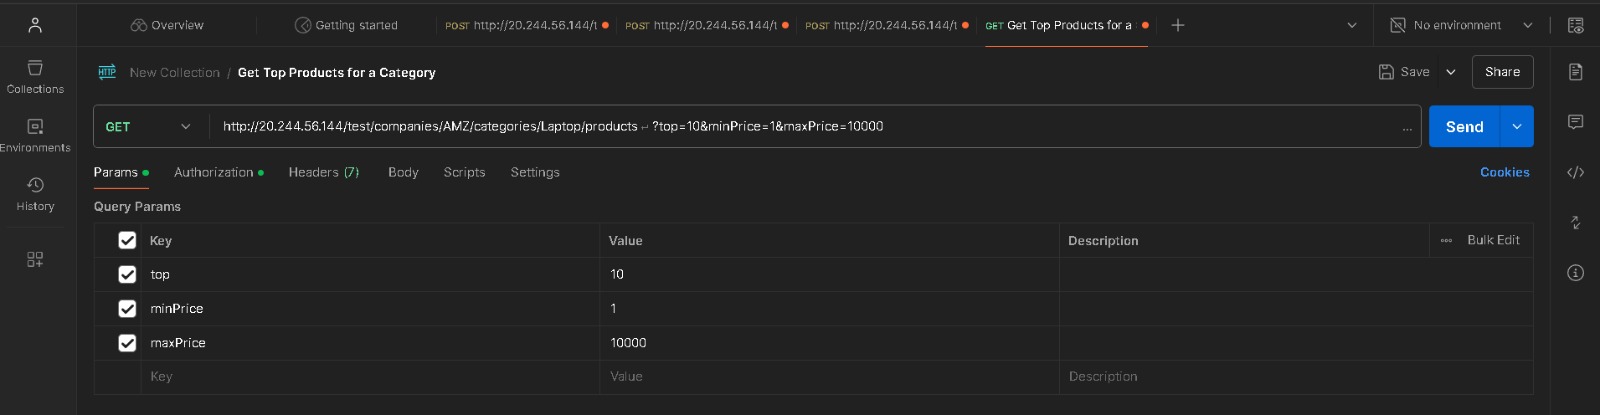 Overview
Getting started
POST http://20.244.56.144/t
POST http://20.244.56.144/t
POST http://20.244.56.144/t
GET Get Top Products for a
No environment
Collections
Environments
History
HTTP New Collection / Get Top Products for a Category
Save
Share
GET
http://20.244.56.144/test/companies/AMZ/categories/Laptop/products ↵ ?top=10&minPrice=1&maxPrice=10000
...
Send
Params
Authorization
Headers (7)
Body
Scripts
Settings
Cookies
Query Params
Key Value Description ooo Bulk Edit
top 10
minPrice 1
maxPrice 10000
Key Value Description